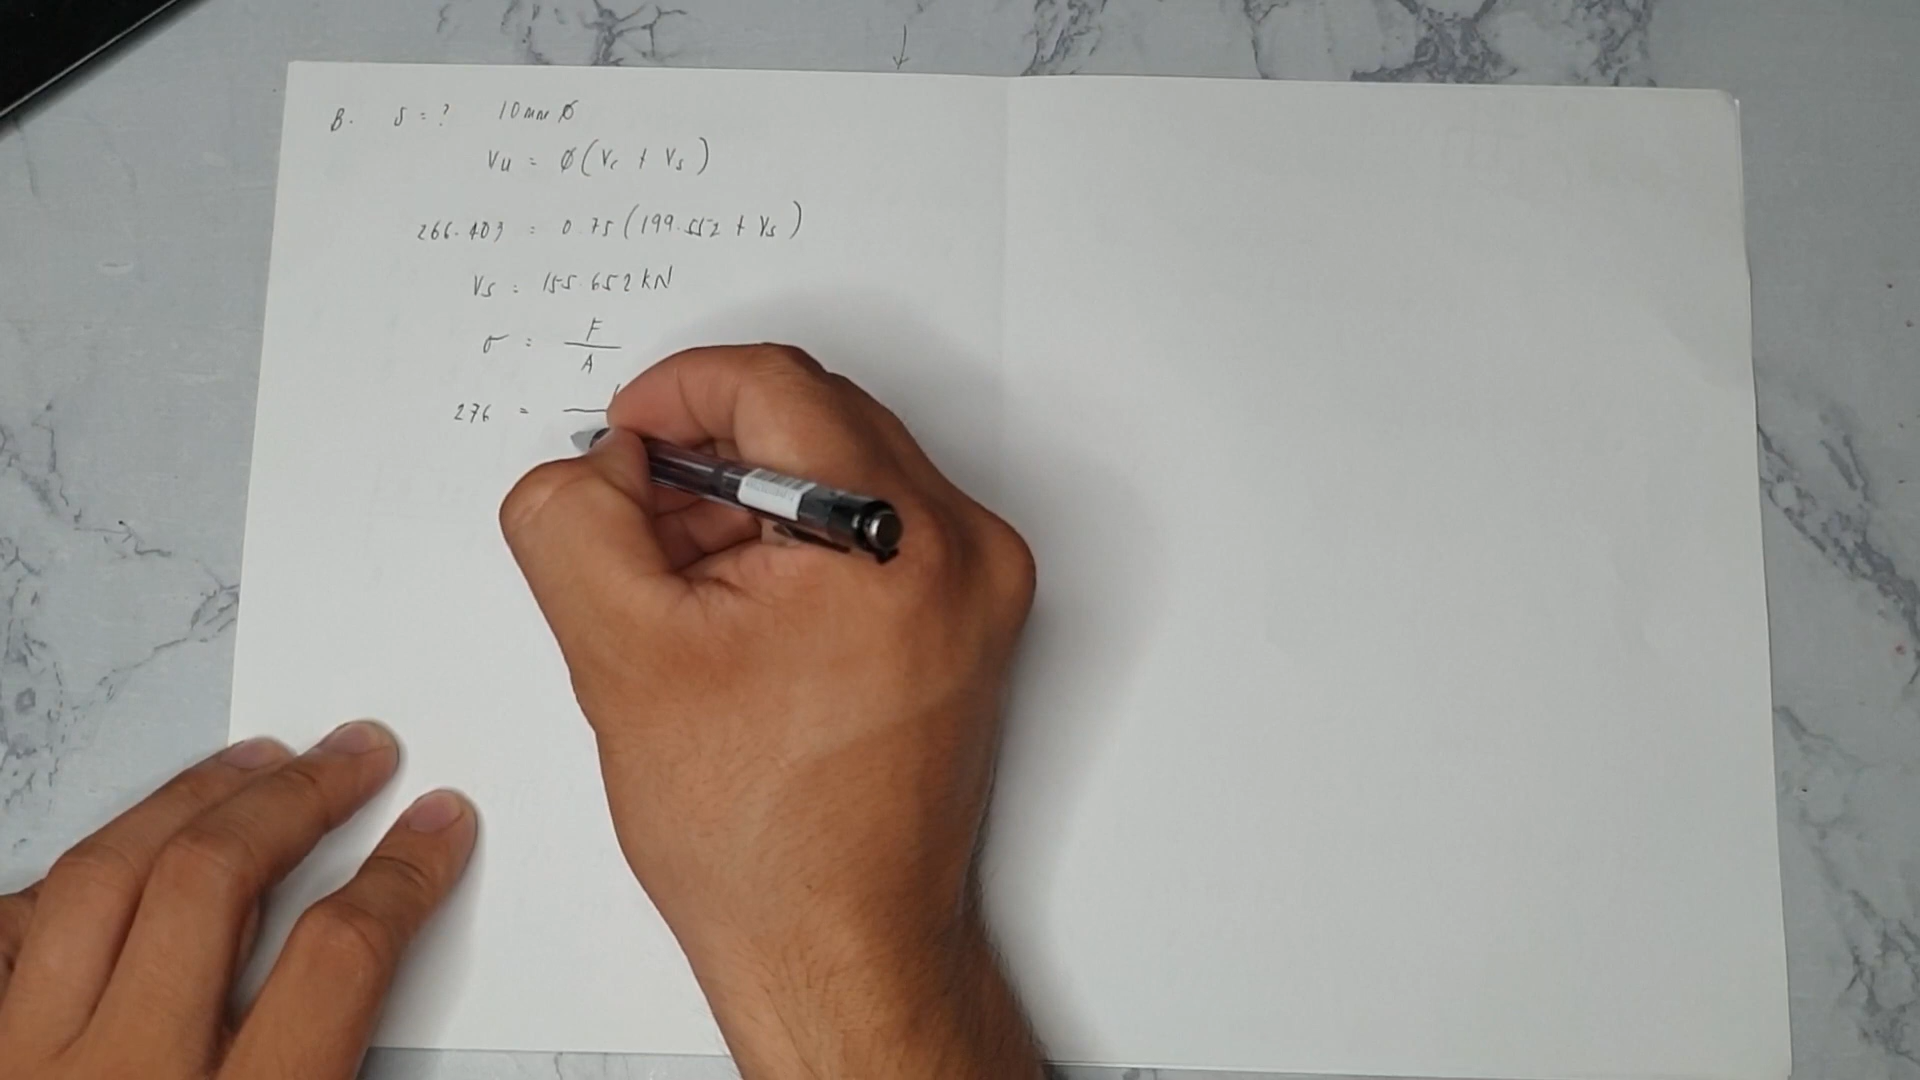 B. S = ? 10mm Ø
Vu = Ø(Vc + Vs)
266.403 = 0.75(199.552 + Vs)
Vs = 155.652 kN
σ = F/A
276 =